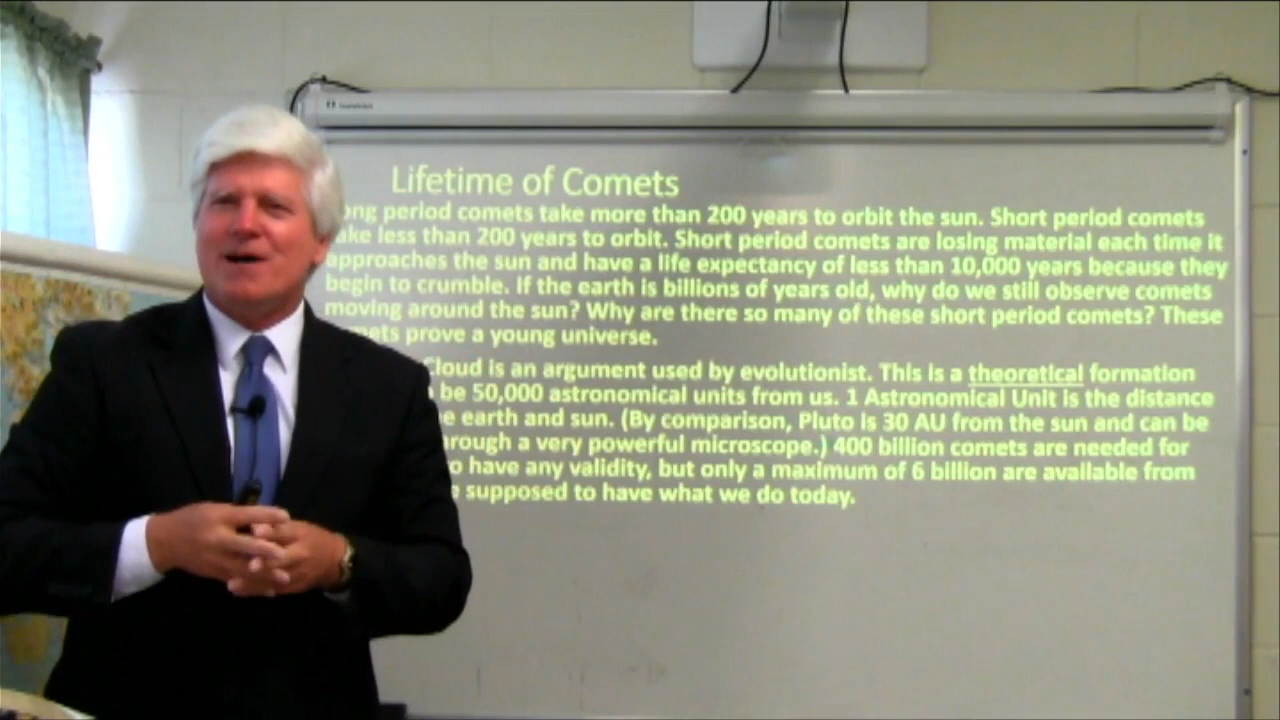 Lifetime of Comets
ong period comets take more than 200 years to orbit the sun. Short period comets
ake less than 200 years to orbit. Short period comets are losing material each time it
approaches the sun and have a life expectancy of less than 10,000 years because they
begin to crumble. If the earth is billions of years old, why do we still observe comets
moving around the sun? Why are there so many of these short period comets? These
mets prove a young universe.
Cloud is an argument used by evolutionist. This is a theoretical formation
be 50,000 astronomical units from us. 1 Astronomical Unit is the distance
e earth and sun. (By comparison, Pluto is 30 AU from the sun and can be
hrough a very powerful microscope.) 400 billion comets are needed for
o have any validity, but only a maximum of 6 billion are available from
supposed to have what we do today.